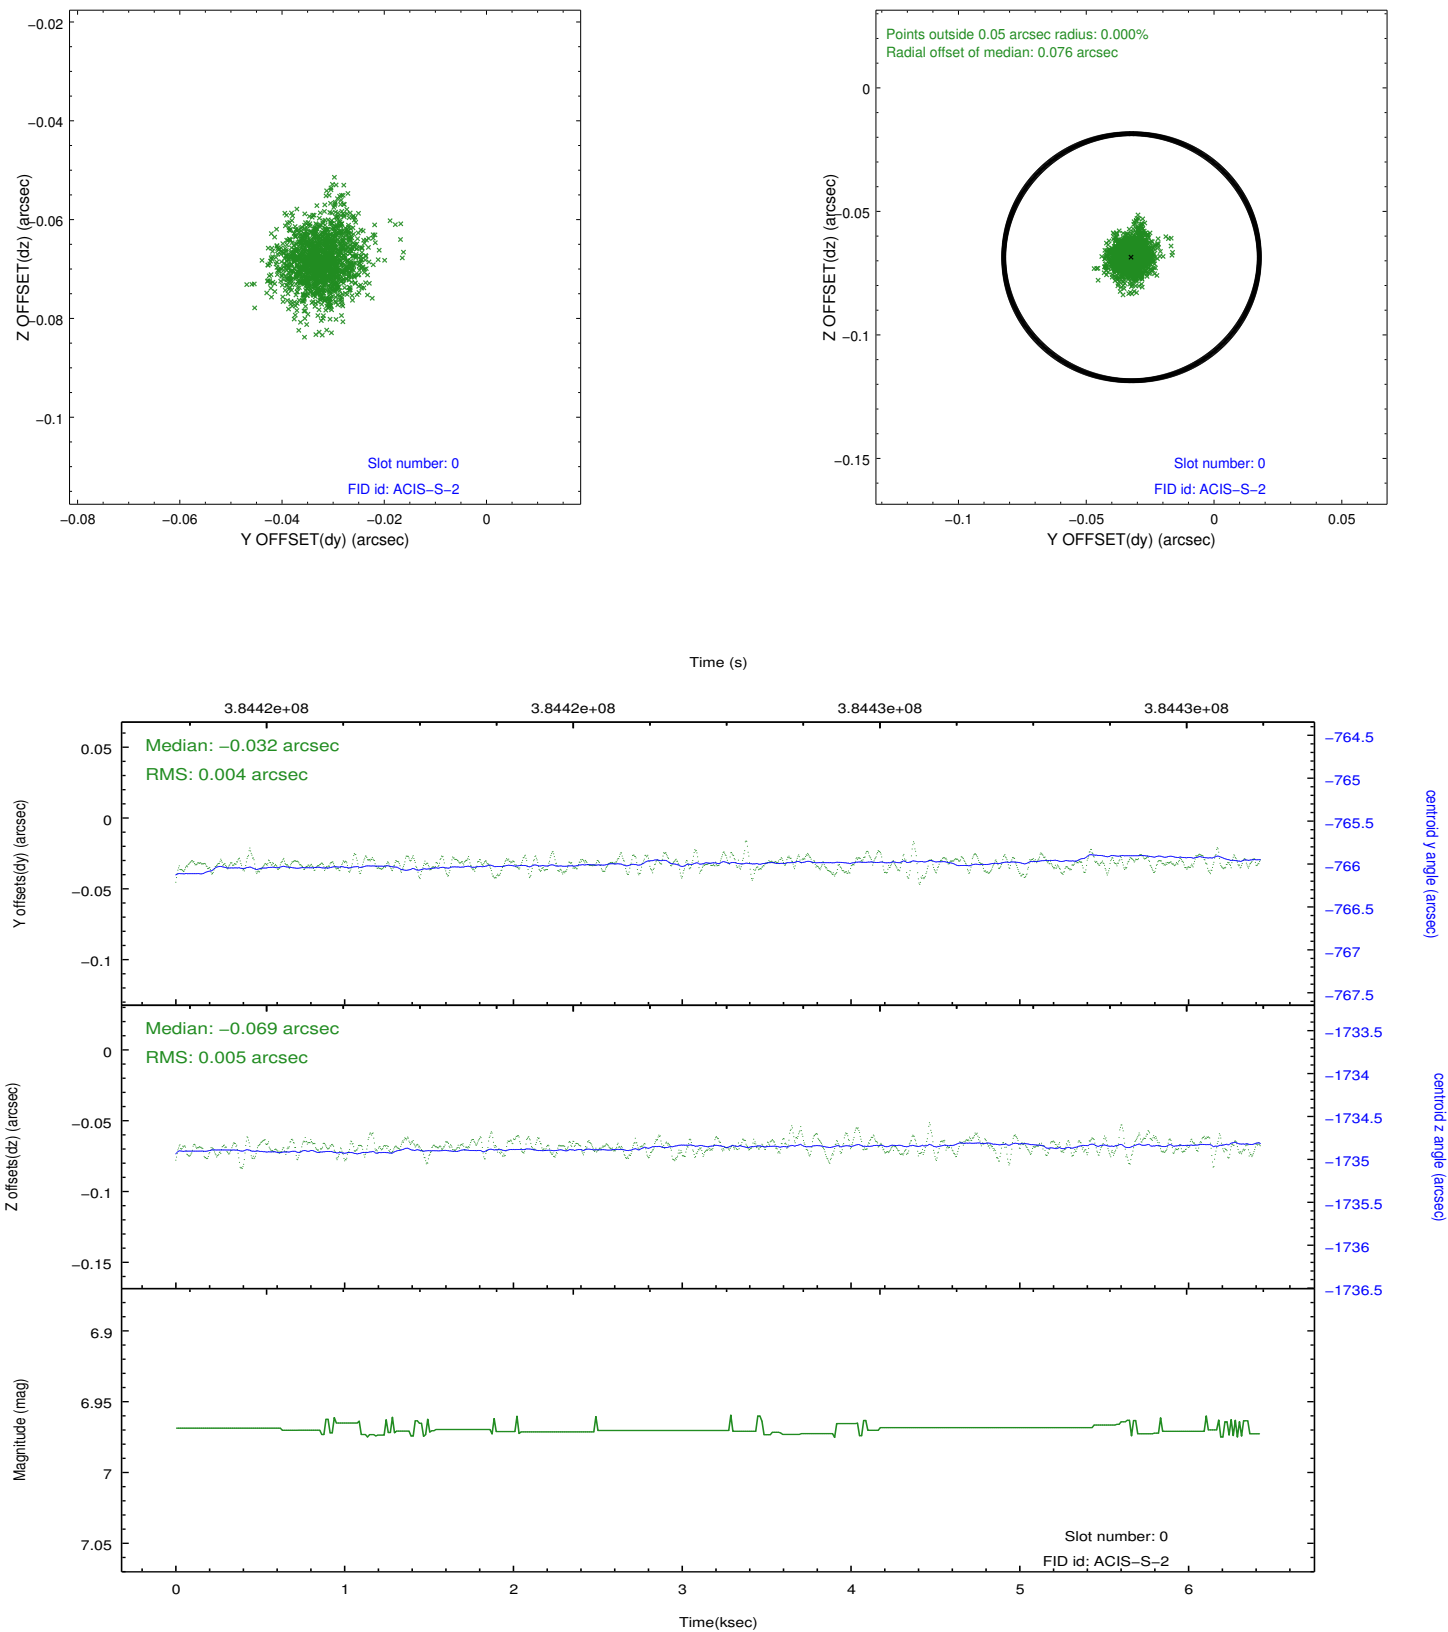 −0.02
−0.04
−0.06
−0.08
−0.1
Z OFFSET(dz) (arcsec)
Slot number: 0
FID id: ACIS−S−2
−0.08 −0.06 −0.04 −0.02 0
Y OFFSET(dy) (arcsec)
Points outside 0.05 arcsec radius: 0.000%
Radial offset of median: 0.076 arcsec
0
−0.05
−0.1
−0.15
Z OFFSET(dz) (arcsec)
Slot number: 0
FID id: ACIS−S−2
−0.1 −0.05 0 0.05
Y OFFSET(dy) (arcsec)
Time (s)
3.8442e+08 3.8442e+08 3.8443e+08 3.8443e+08
Median: −0.032 arcsec
RMS: 0.004 arcsec
0.05
0
−0.05
−0.1
Y offsets(dy) (arcsec)
−764.5
−765
−765.5
−766
−766.5
−767
−767.5
centroid y angle (arcsec)
Median: −0.069 arcsec
RMS: 0.005 arcsec
0
−0.05
−0.1
−0.15
Z offsets(dz) (arcsec)
−1733.5
−1734
−1734.5
−1735
−1735.5
−1736
−1736.5
centroid z angle (arcsec)
6.9
6.95
7
7.05
Magnitude (mag)
Slot number: 0
FID id: ACIS−S−2
0 1 2 3 4 5 6
Time(ksec)